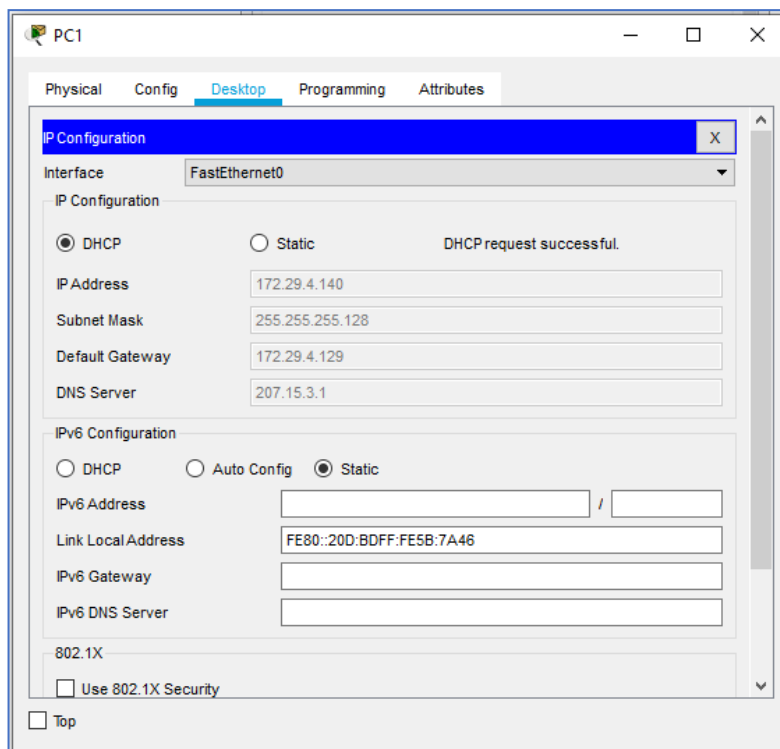 PC1
Physical Config Desktop Programming Attributes
IP Configuration X
Interface FastEthernet0
IP Configuration
DHCP Static DHCP request successful.
IP Address 172.29.4.140
Subnet Mask 255.255.255.128
Default Gateway 172.29.4.129
DNS Server 207.15.3.1
IPv6 Configuration
DHCP Auto Config Static
IPv6 Address /
Link Local Address FE80::20D:BDFF:FE5B:7A46
IPv6 Gateway
IPv6 DNS Server
802.1X
Use 802.1X Security
Top